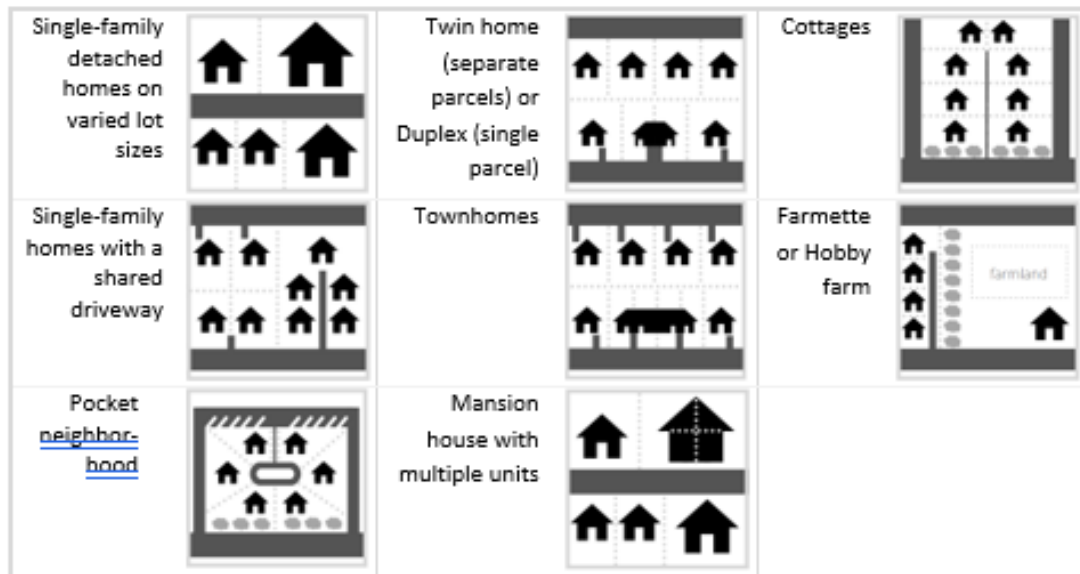 Single-family
detached
homes on
varied lot
sizes
Twin home
(separate
parcels) or
Duplex (single
parcel)
Cottages
Single-family
homes with a
shared
driveway
Townhomes
Farmette
or Hobby
farm
farmland
Pocket
neighbor-
hood
Mansion
house with
multiple units